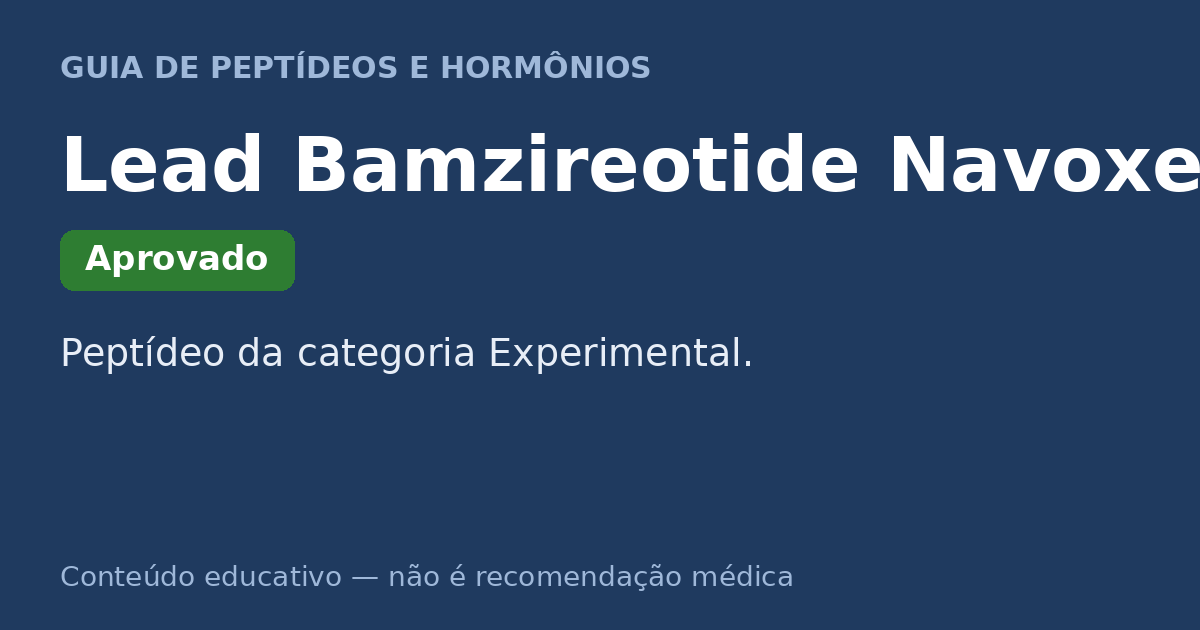 GUIA DE PEPTÍDEOS E HORMÔNIOS
Lead Bamzireotide Navoxe
Aprovado
Peptídeo da categoria Experimental.
Conteúdo educativo — não é recomendação médica